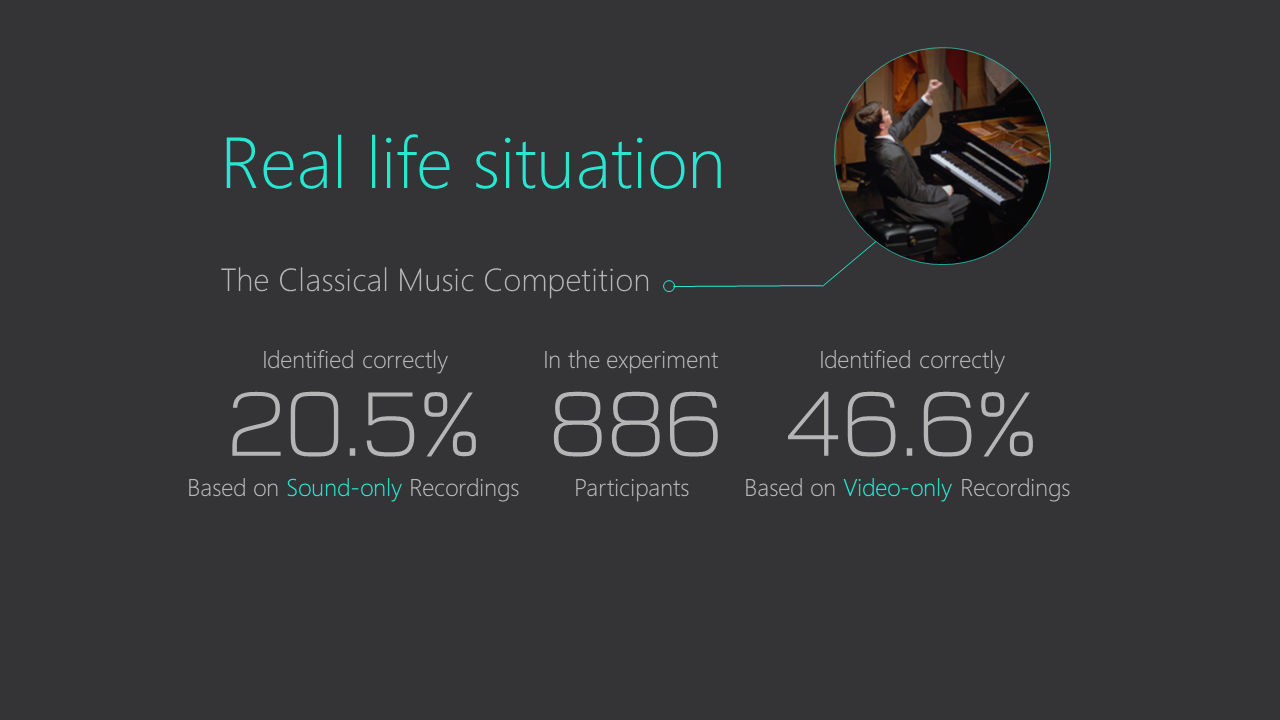 Real life situation
The Classical Music Competition
Identified correctly
20.5%
Based on Sound-only Recordings
In the experiment
886
Participants
Identified correctly
46.6%
Based on Video-only Recordings